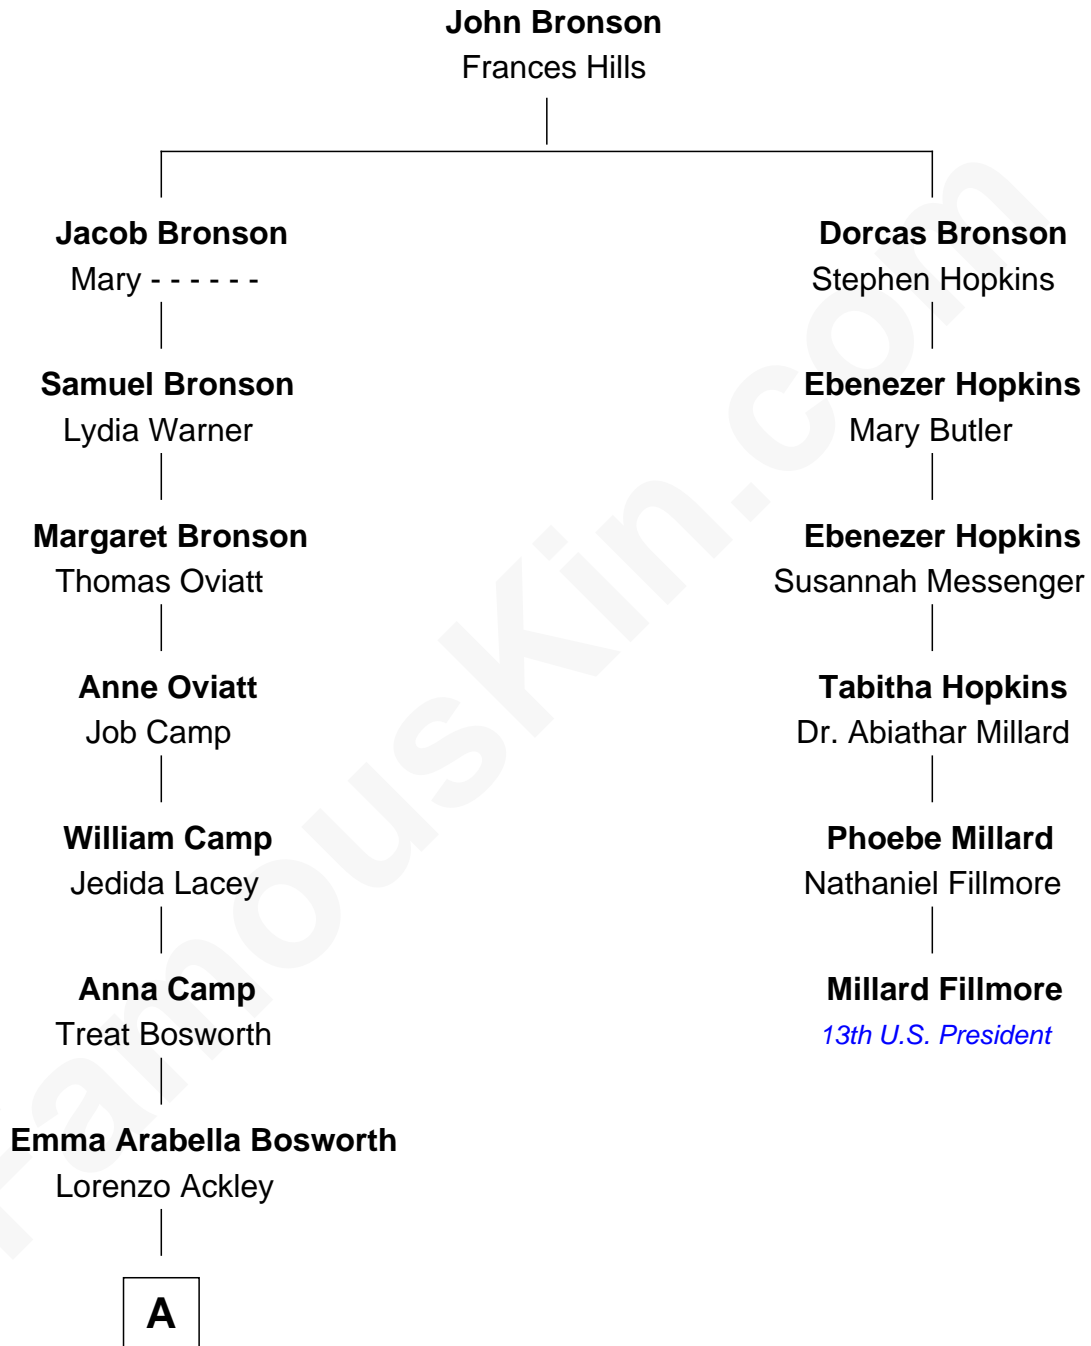 John Bronson
Frances Hills
Jacob Bronson
Mary - - - - - -
Samuel Bronson
Lydia Warner
Margaret Bronson
Thomas Oviatt
Anne Oviatt
Job Camp
William Camp
Jedida Lacey
Anna Camp
Treat Bosworth
Emma Arabella Bosworth
Lorenzo Ackley
A
Dorcas Bronson
Stephen Hopkins
Ebenezer Hopkins
Mary Butler
Ebenezer Hopkins
Susannah Messenger
Tabitha Hopkins
Dr. Abiathar Millard
Phoebe Millard
Nathaniel Fillmore
Millard Fillmore
13th U.S. President
FamousKin.com